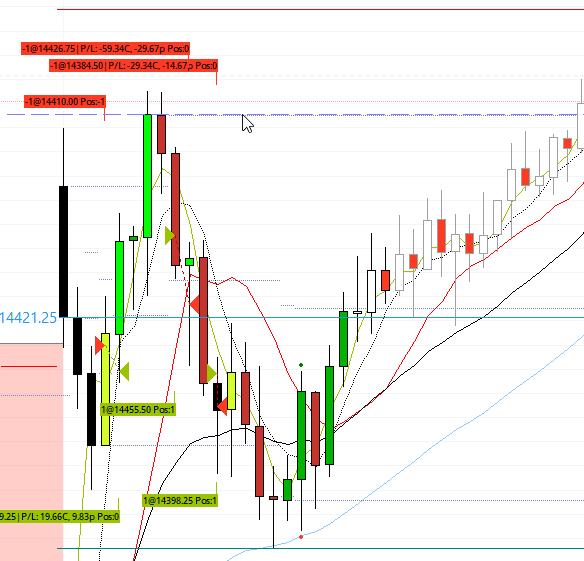 -1@14426.75| P/L: -59.34C, -29.67p Pos:0
-1@14384.50| P/L: -29.34C, -14.67p Pos:0
-1@14410.00 Pos:-1
14421.25
1@14455.50 Pos:1
1@14398.25 Pos:1
9.25| P/L: 19.66C, 9.83p Pos:0